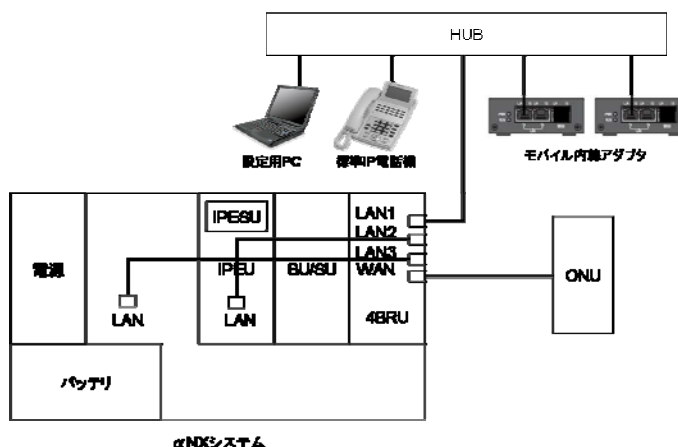 HUB
設定用PC
標準IP電話機
モバイル内線アダプタ
IPESU
LAN1
LAN2
LAN3
電源
IPEU
BU/SU
WAN
ONU
LAN
LAN
4BRU
バッテリ
αNXシステム